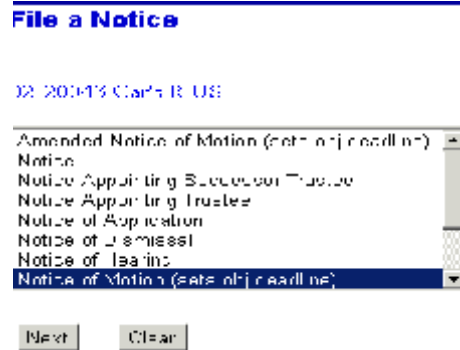 File a Notice
Amended Notice of Motion (sets obj deadline)
Notice
Notice Appointing Successor Trustee
Notice Appointing Trustee
Notice of Application
Notice of Dismissal
Notice of Hearing
Notice of Motion (sets obj deadline)
Next Clear